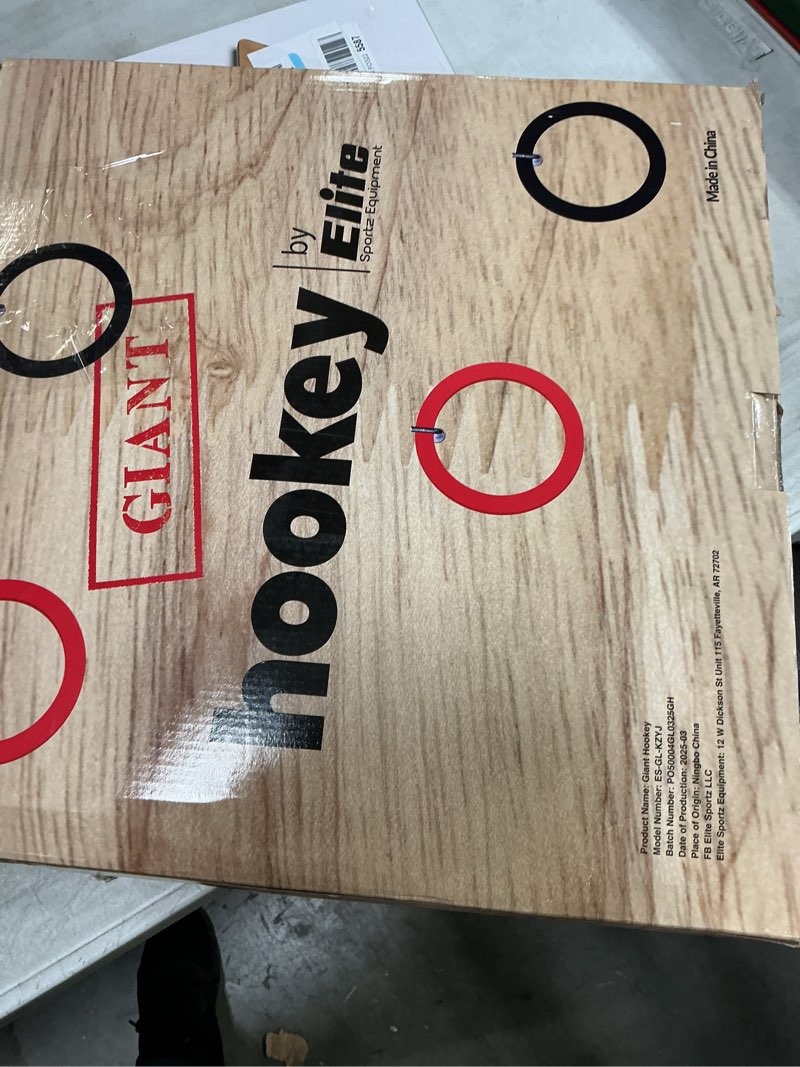 GIANT
hookey | by Elite
Sportz Equipment
Made in China
Product Name: Giant Hookey
Model Number: ES-GL-KZYJ
Batch Number: PO50004GL0325GH
Date of Production: 2025-03
Place of Origin: Ningbo China
FB Elite Sportz LLC
Elite Sportz Equipment: 12 W Dickson St Unit 115 Fayetteville, AR 72702
5587